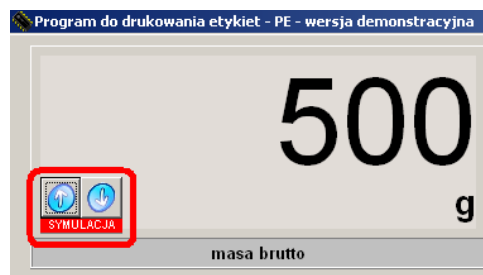 Program do drukowania etykiet - PE - wersja demonstracyjna
500
g
SYMULACJA
masa brutto